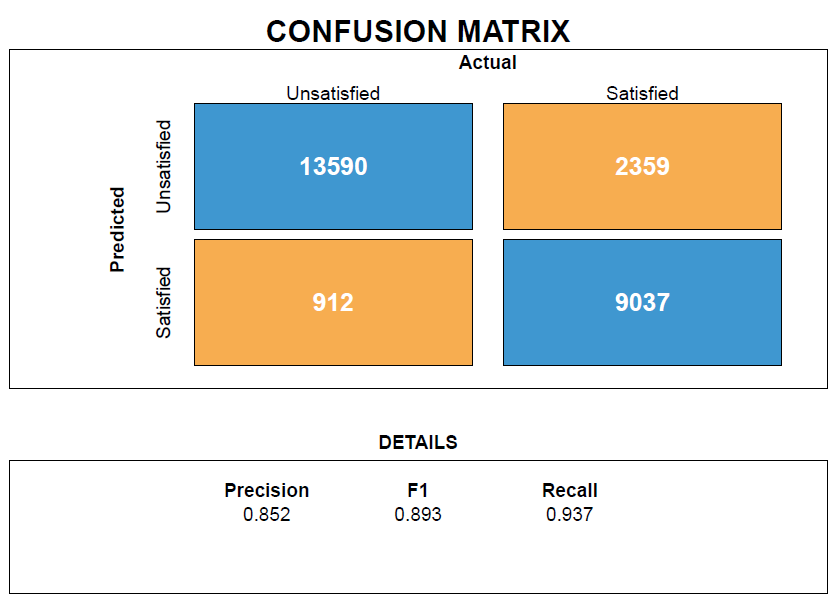 CONFUSION MATRIX
Actual
Unsatisfied Satisfied
Predicted
Unsatisfied
13590 2359
Satisfied
912 9037
DETAILS
Precision F1 Recall
0.852 0.893 0.937